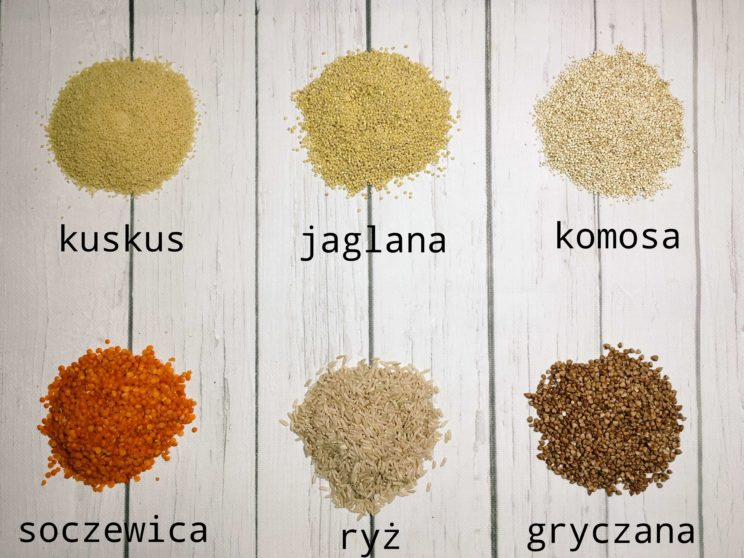 kuskus
jaglana
komosa
soczewica
ryż
gryczana